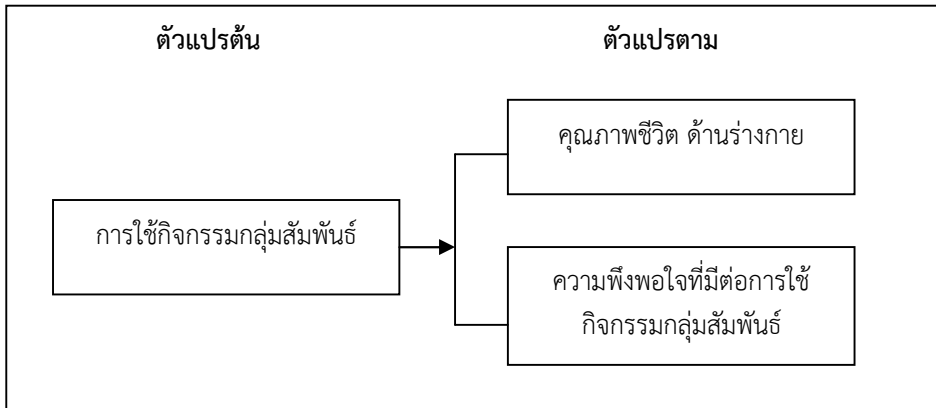 ตัวแปรต้น
ตัวแปรตาม
คุณภาพชีวิต ด้านร่างกาย
การใช้กิจกรรมกลุ่มสัมพันธ์
ความพึงพอใจที่มีต่อการใช้
กิจกรรมกลุ่มสัมพันธ์